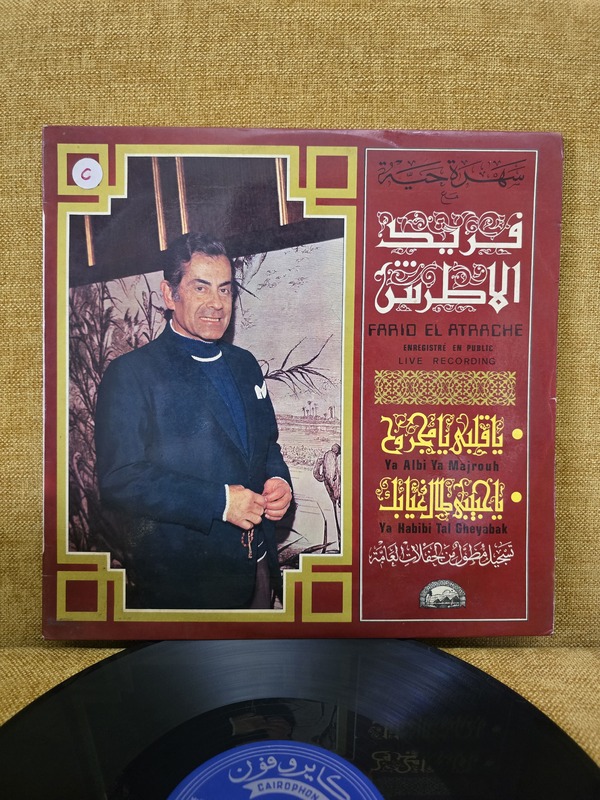 C
سهرة حية
مع
فريد
الاطرش
FARID EL ATRACHE
ENREGISTRÉ EN PUBLIC
LIVE RECORDING
يا قلبي يا مجروح
Ya Albi Ya Majrouh
يا حبيبي طال غيابك
Ya Habibi Tal Gheyabak
تسجيل مطول من الحفلات العامة
كايروفون
CAIROPHON